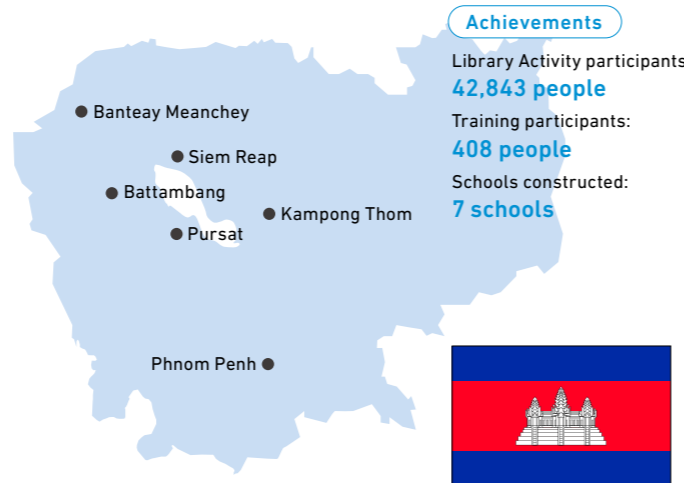 Achievements
Library Activity participants
42,843 people
Training participants:
408 people
Schools constructed:
7 schools
Banteay Meanchey
Siem Reap
Battambang
Kampong Thom
Pursat
Phnom Penh